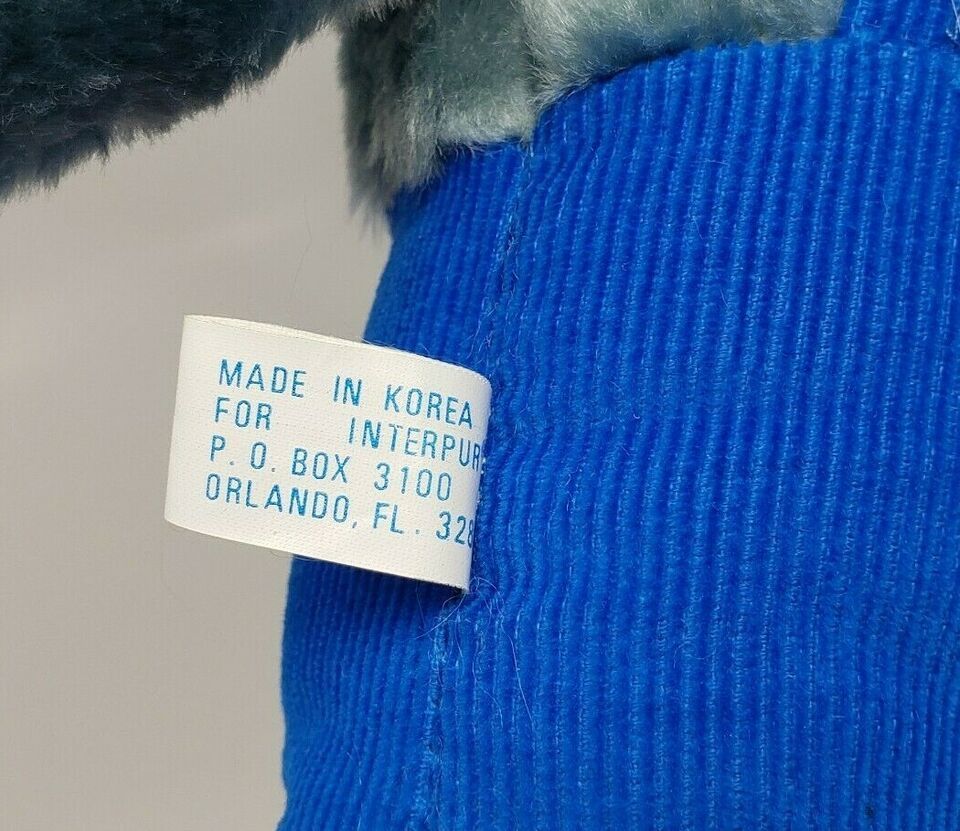 MADE IN KOREA
FOR INTERPUR
P.O. BOX 3100
ORLANDO, FL. 328